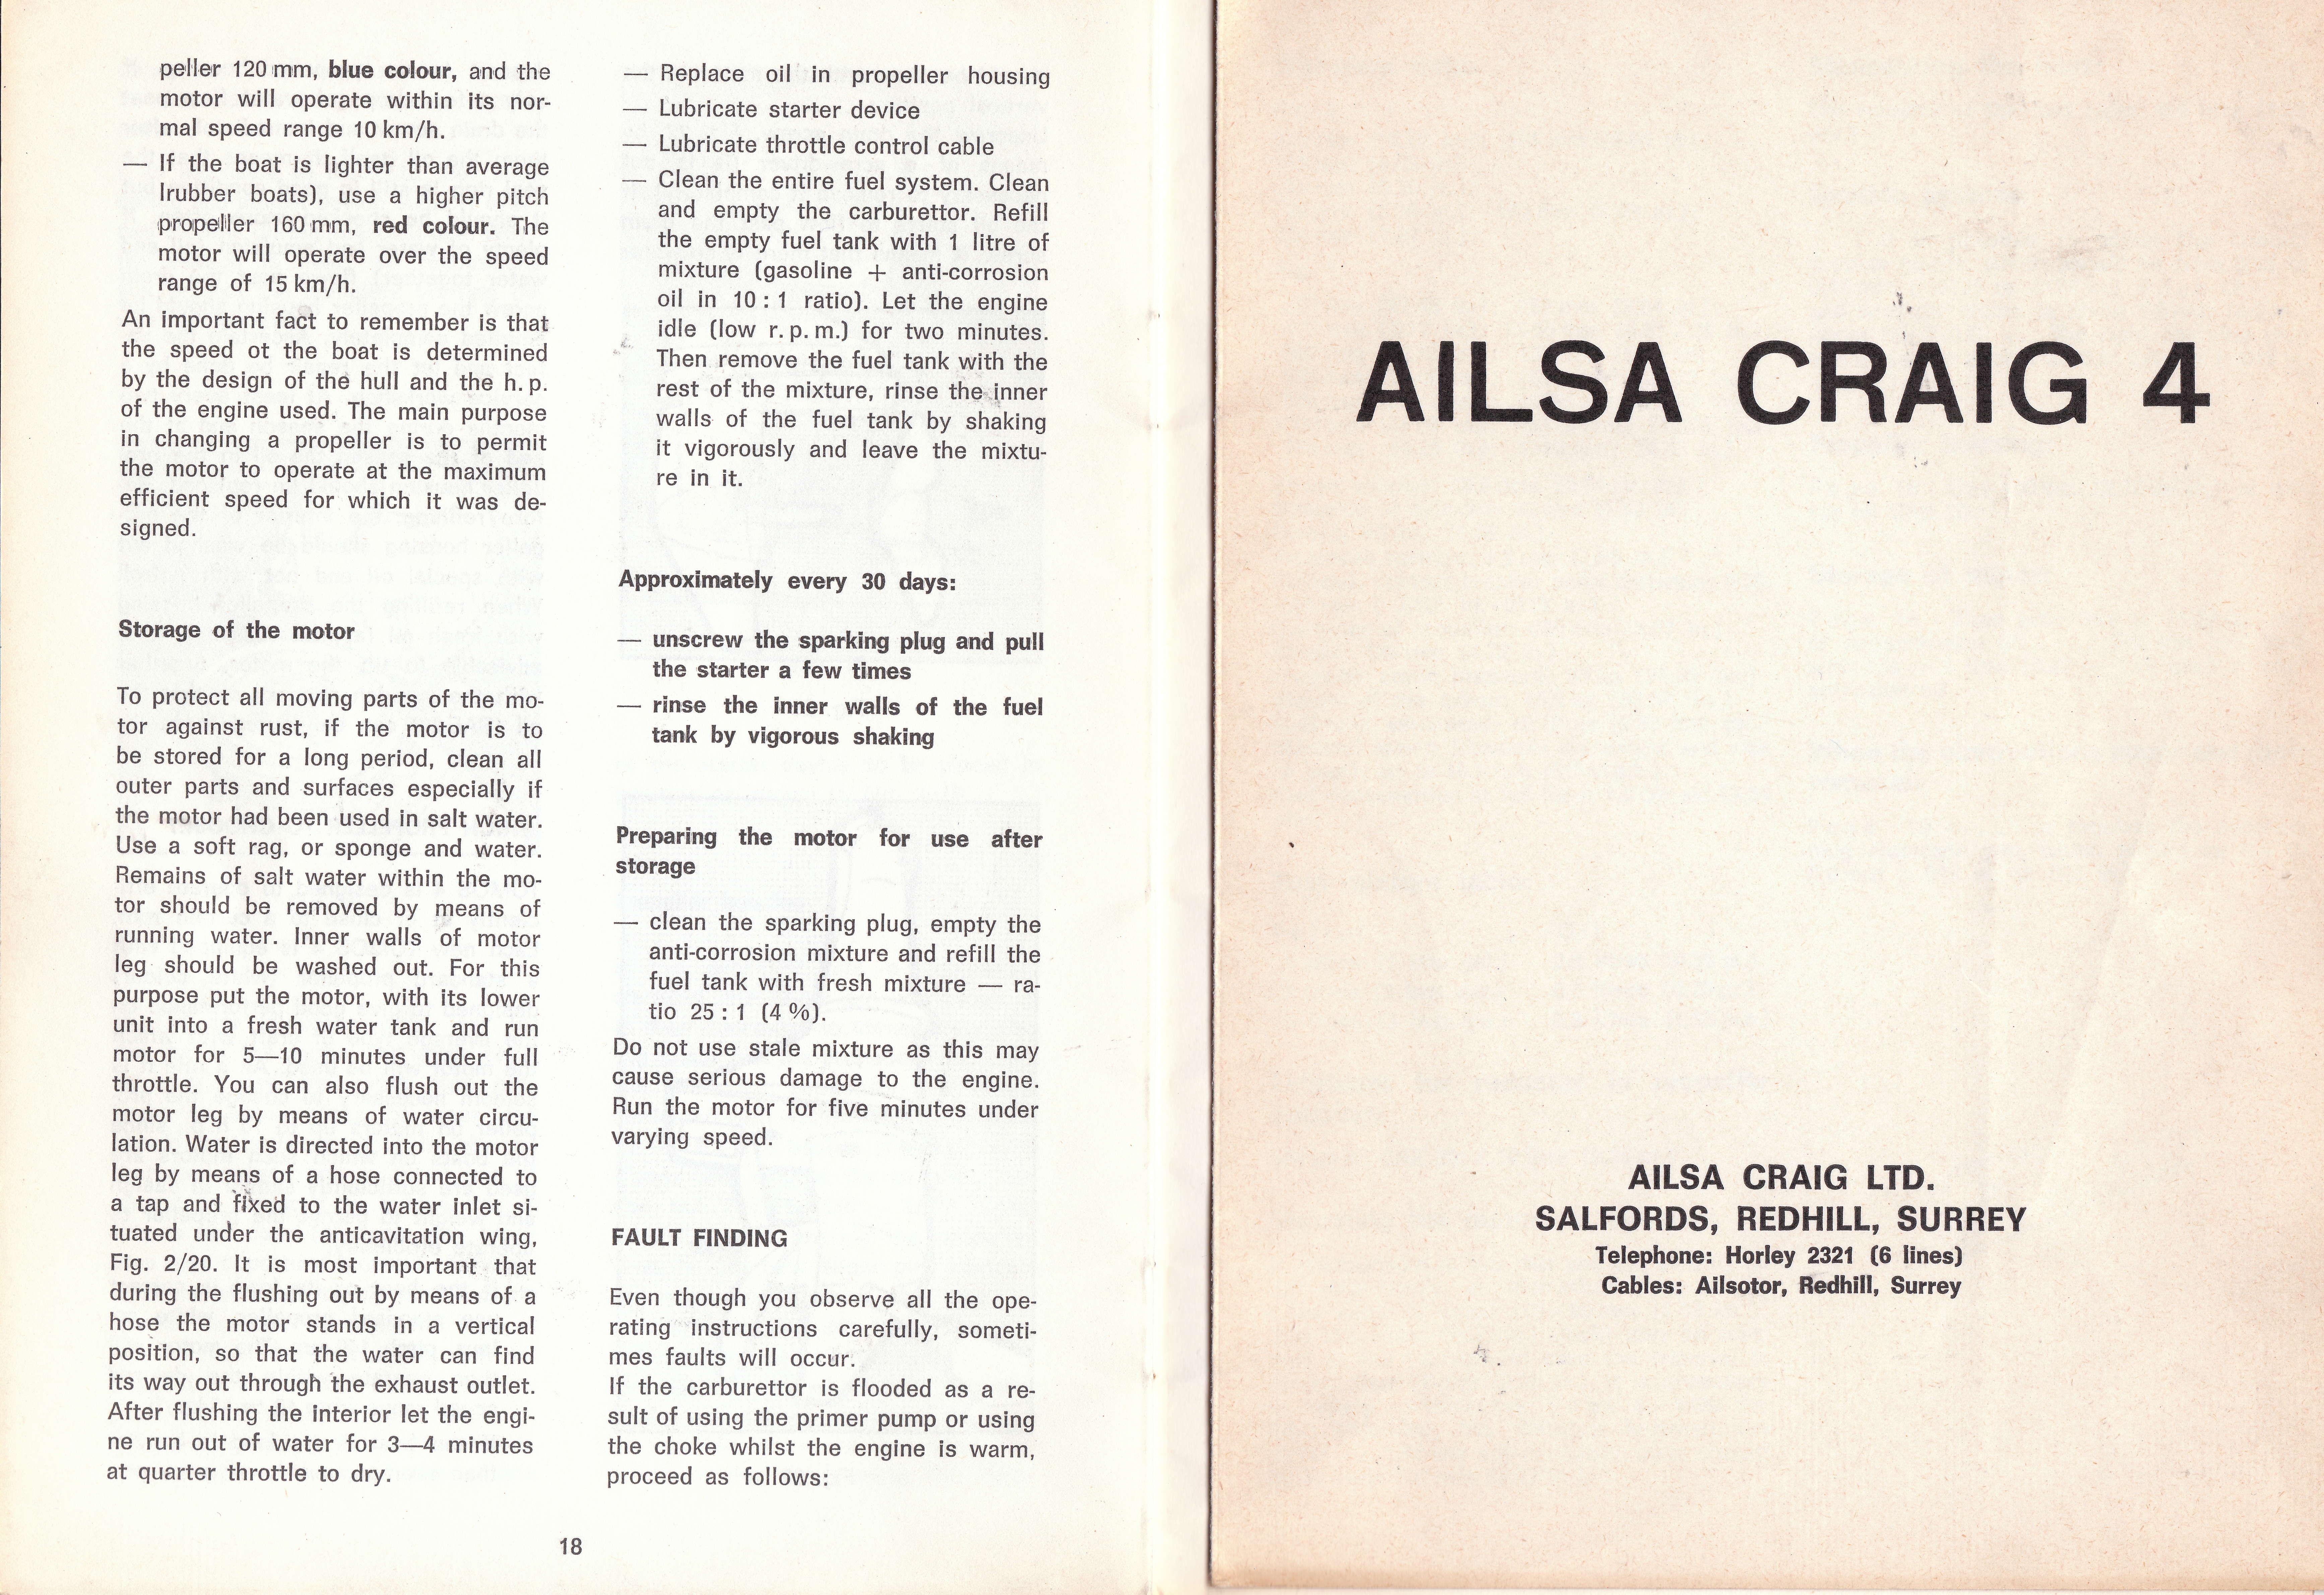 peller 120 mm, blue colour, and the
motor will operate within its nor-
mal speed range 10 km/h.
— If the boat is lighter than average
lrubber boats), use a higher pitch
propeller 160 mm, red colour. The
motor will operate over the speed
range of 15 km/h.
An important fact to remember is that
the speed ot the boat is determined
by the design of the hull and the h. p.
of the engine used. The main purpose
in changing a propeller is to permit
the motor to operate at the maximum
efficient speed for which it was de-
signed.
Storage of the motor
To protect all moving parts of the mo-
tor against rust, if the motor is to
be stored for a long period, clean all
outer parts and surfaces especially if
the motor had been used in salt water.
Use a soft rag, or sponge and water.
Remains of salt water within the mo-
tor should be removed by means of
running water. Inner walls of motor
leg should be washed out. For this
purpose put the motor, with its lower
unit into a fresh water tank and run
motor for 5—10 minutes under full
throttle. You can also flush out the
motor leg by means of water circu-
lation. Water is directed into the motor
leg by means of a hose connected to
a tap and fixed to the water inlet si-
tuated under the anticavitation wing,
Fig. 2/20. It is most important that
during the flushing out by means of a
hose the motor stands in a vertical
position, so that the water can find
its way out through the exhaust outlet.
After flushing the interior let the engi-
ne run out of water for 3—4 minutes
at quarter throttle to dry.
— Replace oil in propeller housing
— Lubricate starter device
— Lubricate throttle control cable
— Clean the entire fuel system. Clean
and empty the carburettor. Refill
the empty fuel tank with 1 litre of
mixture (gasoline + anti-corrosion
oil in 10 : 1 ratio). Let the engine
idle (low r. p. m.) for two minutes.
Then remove the fuel tank with the
rest of the mixture, rinse the inner
walls of the fuel tank by shaking
it vigorously and leave the mixtu-
re in it.
Approximately every 30 days:
— unscrew the sparking plug and pull
the starter a few times
— rinse the inner walls of the fuel
tank by vigorous shaking
Preparing the motor for use after
storage
— clean the sparking plug, empty the
anti-corrosion mixture and refill the
fuel tank with fresh mixture — ra-
tio 25 : 1 (4 %).
Do not use stale mixture as this may
cause serious damage to the engine.
Run the motor for five minutes under
varying speed.
FAULT FINDING
Even though you observe all the ope-
rating instructions carefully, someti-
mes faults will occur.
If the carburettor is flooded as a re-
sult of using the primer pump or using
the choke whilst the engine is warm,
proceed as follows:
18
AILSA CRAIG 4
AILSA CRAIG LTD.
SALFORDS, REDHILL, SURREY
Telephone: Horley 2321 (6 lines)
Cables: Ailsotor, Redhill, Surrey